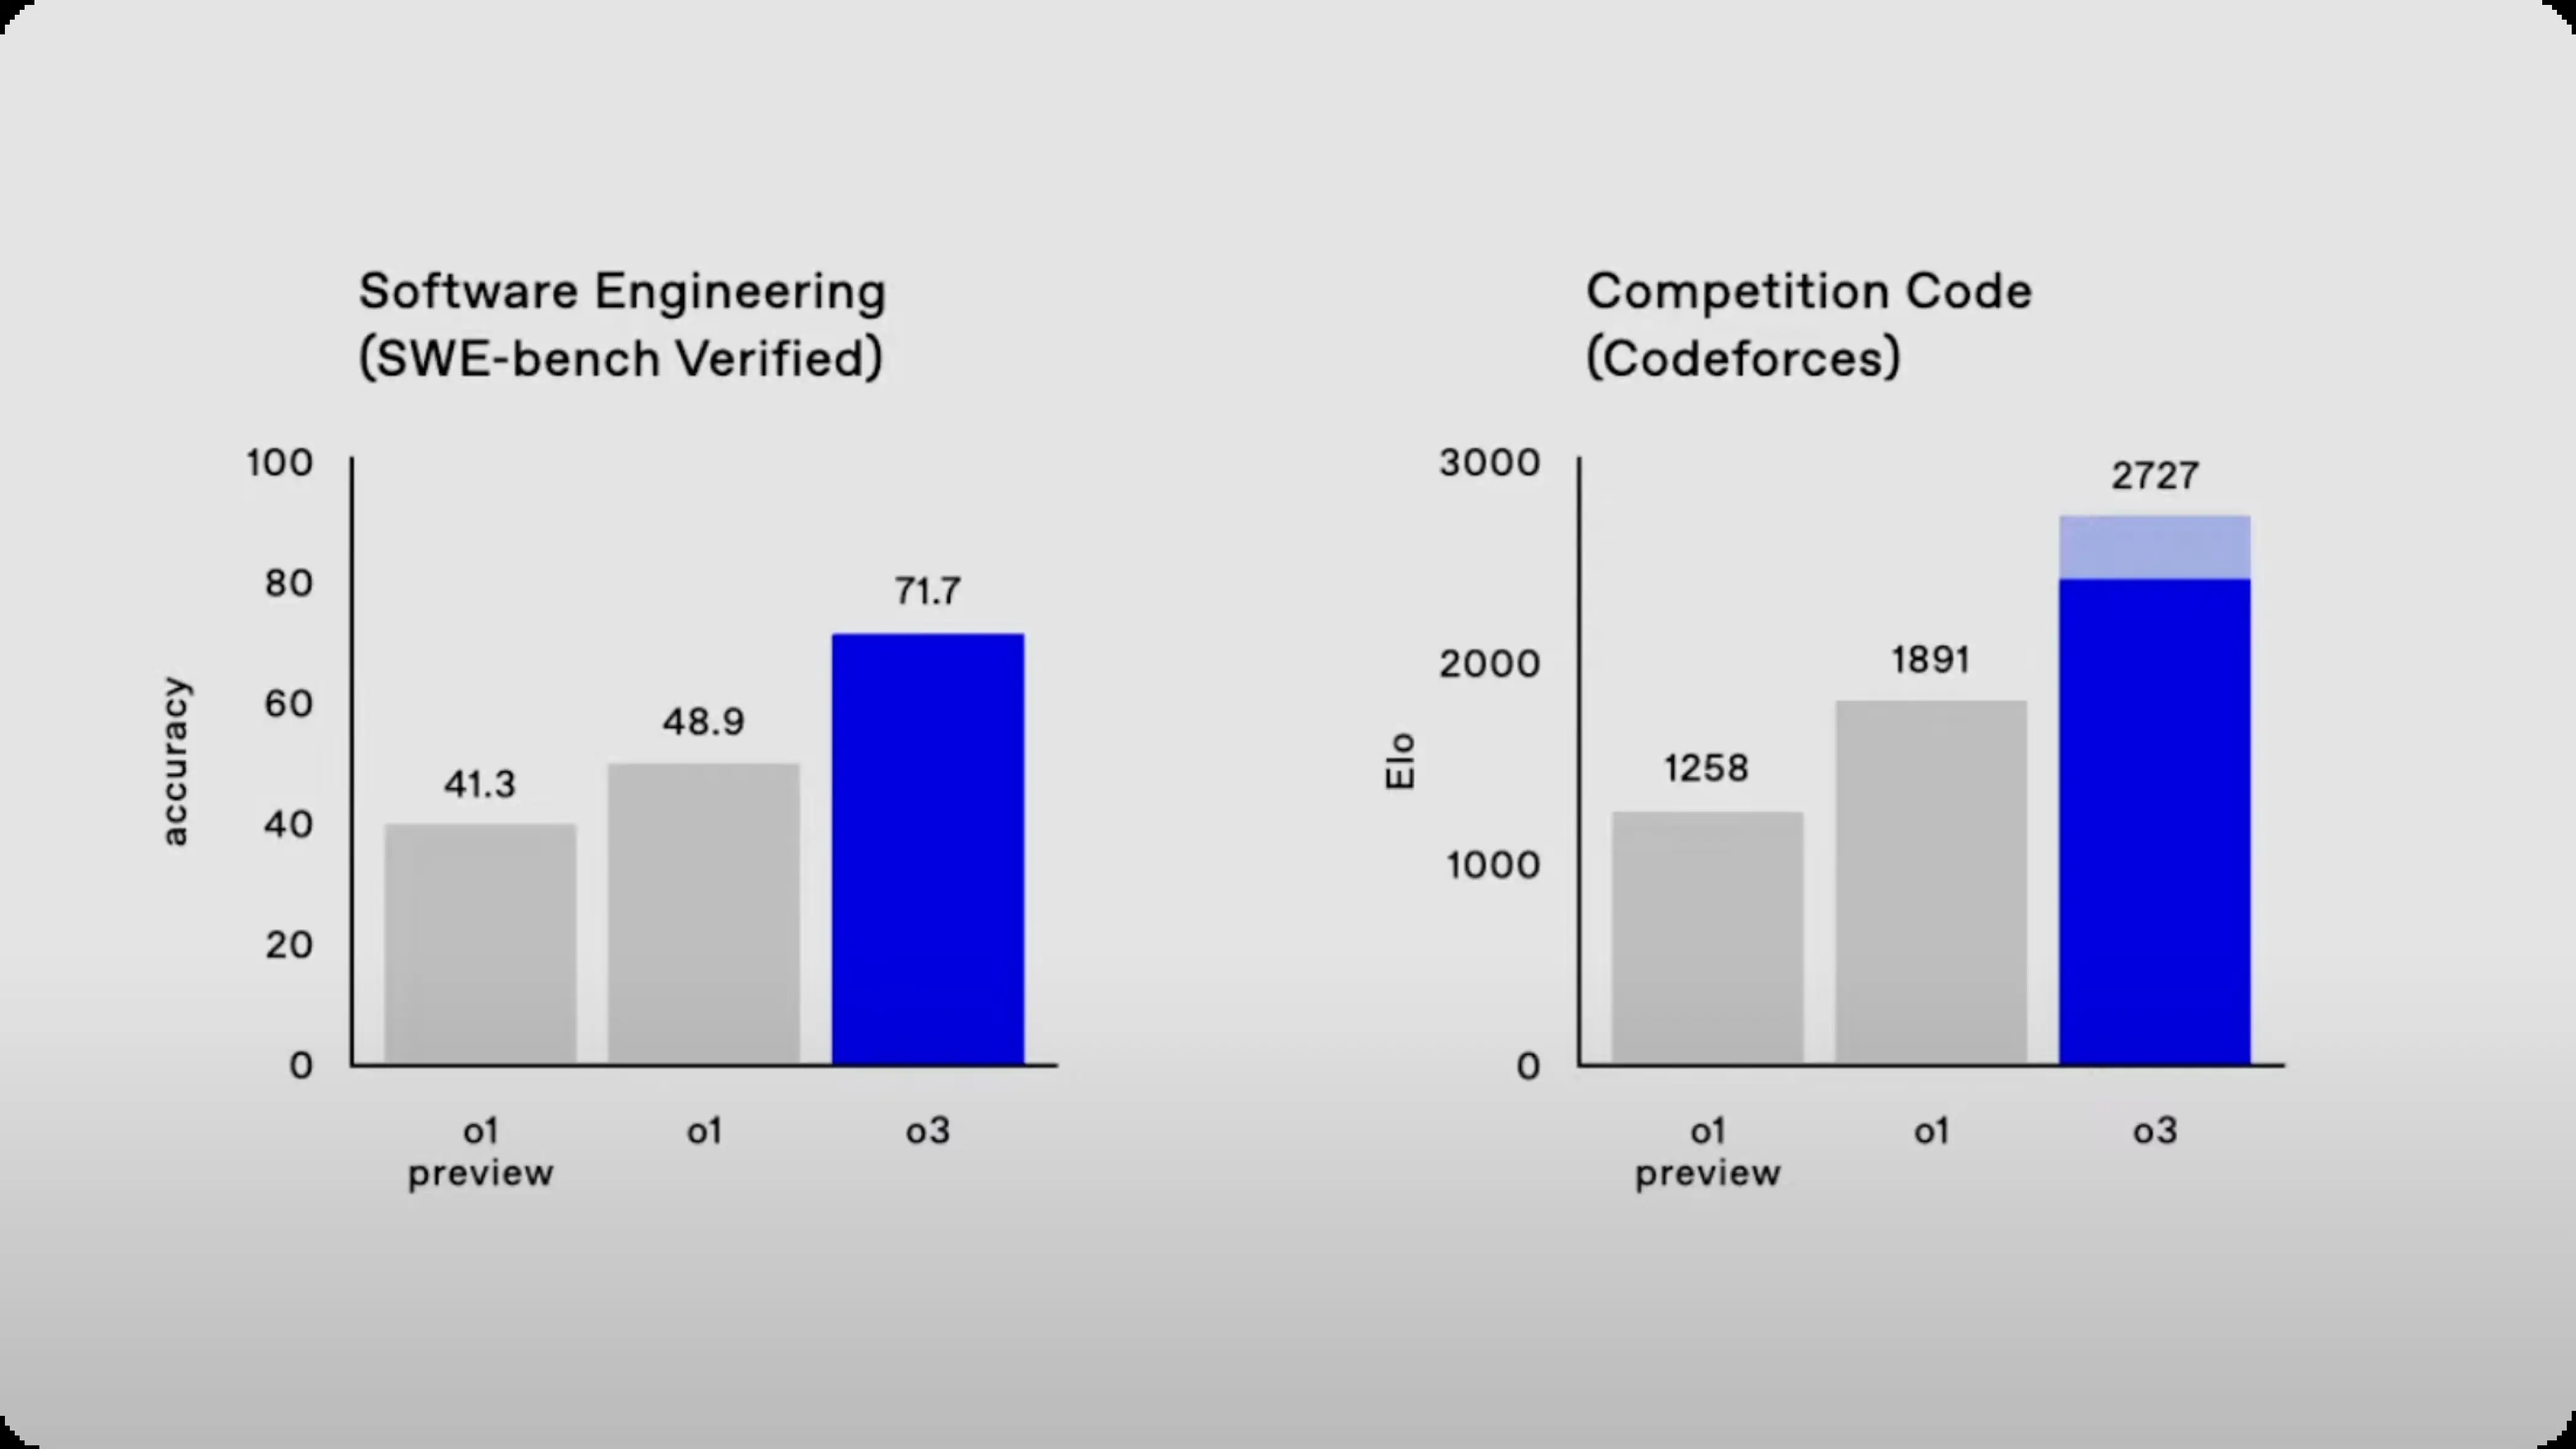 Software Engineering
(SWE-bench Verified)
accuracy
100
80
60
40
20
0
41.3
48.9
71.7
o1
preview
o1
o3
Competition Code
(Codeforces)
Elo
3000
2000
1000
0
1258
1891
2727
o1
preview
o1
o3